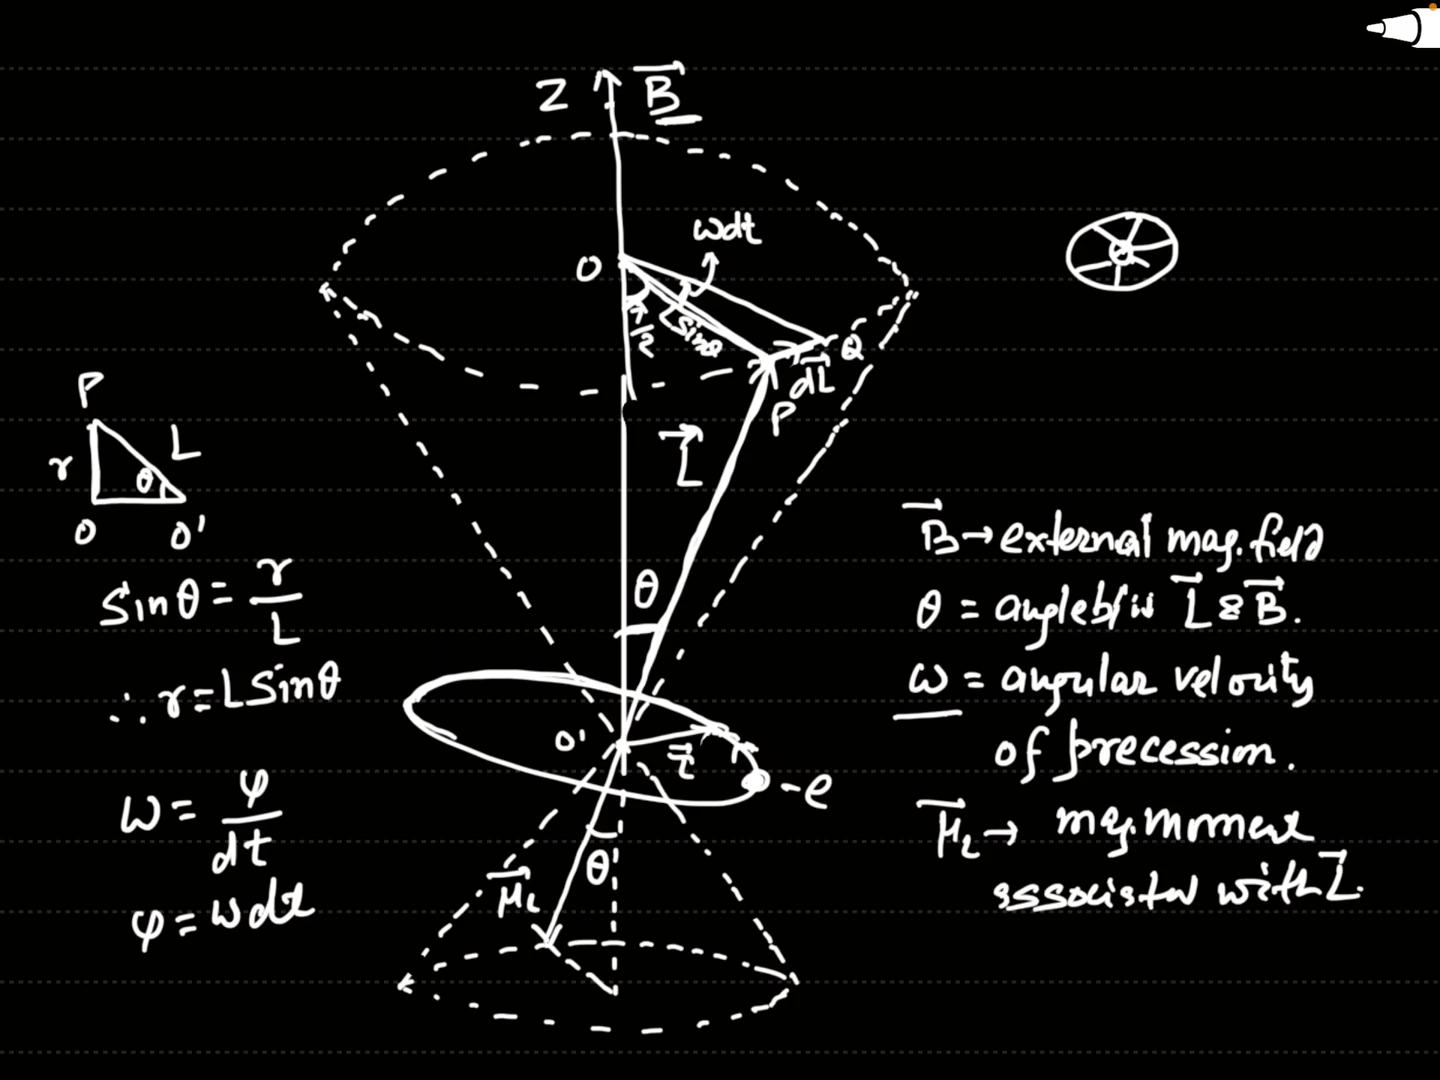 Z B
ωdt
O
π/2
L sinθ
Q
dL
P
L
P
r L
θ
O O'
Sinθ = r/L
∴ r = L Sinθ
ω = φ/dt
φ = ωdt
θ
O'
r
-e
θ
μL
B → external mag. field
θ = angle b/w L & B.
ω = angular velocity
of precession.
μL → mag. moment
associated with L.